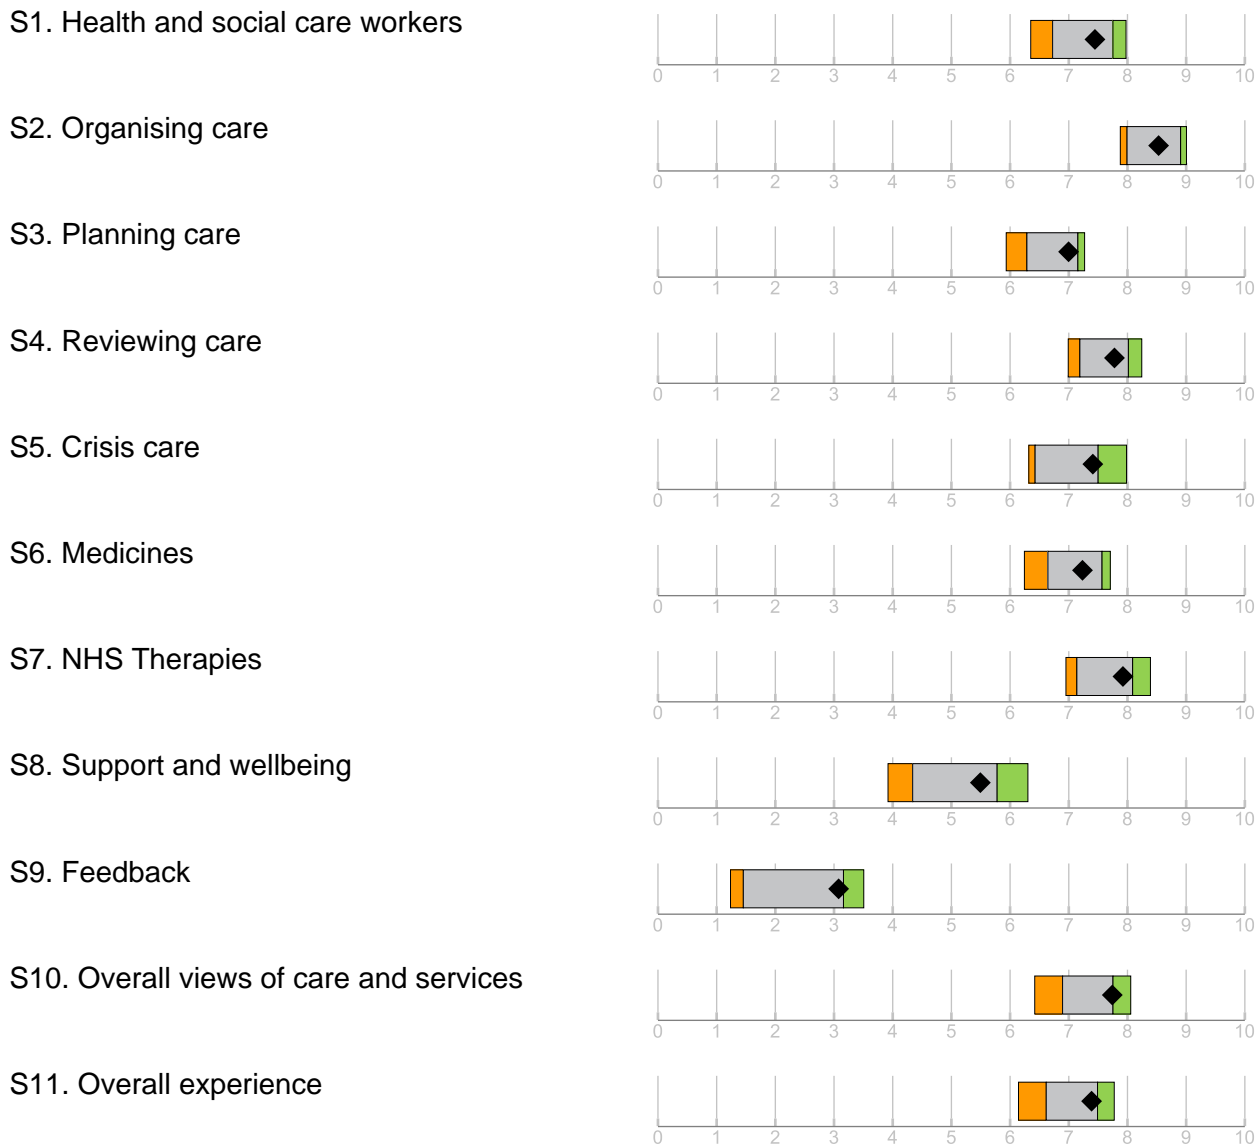 S1. Health and social care workers
0 1 2 3 4 5 6 7 8 9 10
S2. Organising care
0 1 2 3 4 5 6 7 8 9 10
S3. Planning care
0 1 2 3 4 5 6 7 8 9 10
S4. Reviewing care
0 1 2 3 4 5 6 7 8 9 10
S5. Crisis care
0 1 2 3 4 5 6 7 8 9 10
S6. Medicines
0 1 2 3 4 5 6 7 8 9 10
S7. NHS Therapies
0 1 2 3 4 5 6 7 8 9 10
S8. Support and wellbeing
0 1 2 3 4 5 6 7 8 9 10
S9. Feedback
0 1 2 3 4 5 6 7 8 9 10
S10. Overall views of care and services
0 1 2 3 4 5 6 7 8 9 10
S11. Overall experience
0 1 2 3 4 5 6 7 8 9 10